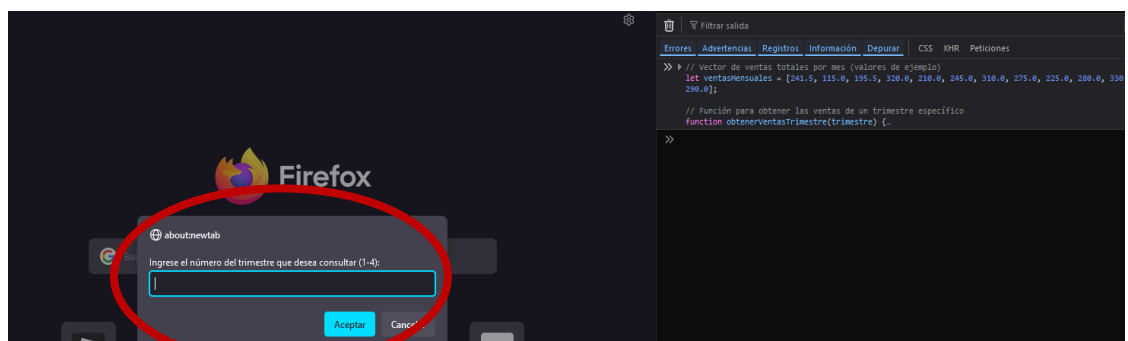 Filtrar salida
Errores Advertencias Registros Información Depurar CSS XHR Peticiones
// Vector de ventas totales por mes (valores de ejemplo)
let ventasMensuales = [241.5, 115.0, 195.5, 320.0, 210.0, 245.0, 310.0, 275.0, 225.0, 280.0, 330
290.0];
// Función para obtener las ventas de un trimestre específico
function obtenerVentasTrimestre(trimestre) {…
Firefox
about:newtab
Ingrese el número del trimestre que desea consultar (1-4):
Aceptar